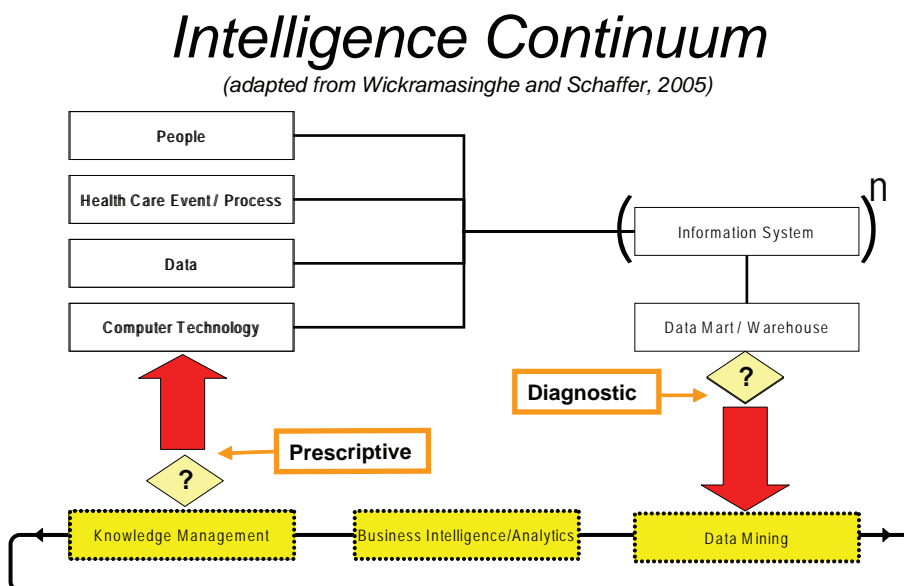 Intelligence Continuum
(adapted from Wickramasinghe and Schaffer, 2005)
People
Health Care Event / Process
Data
Computer Technology
( Information System )n
Data Mart / Warehouse
?
Diagnostic
Prescriptive
?
Knowledge Management
Business Intelligence/Analytics
Data Mining